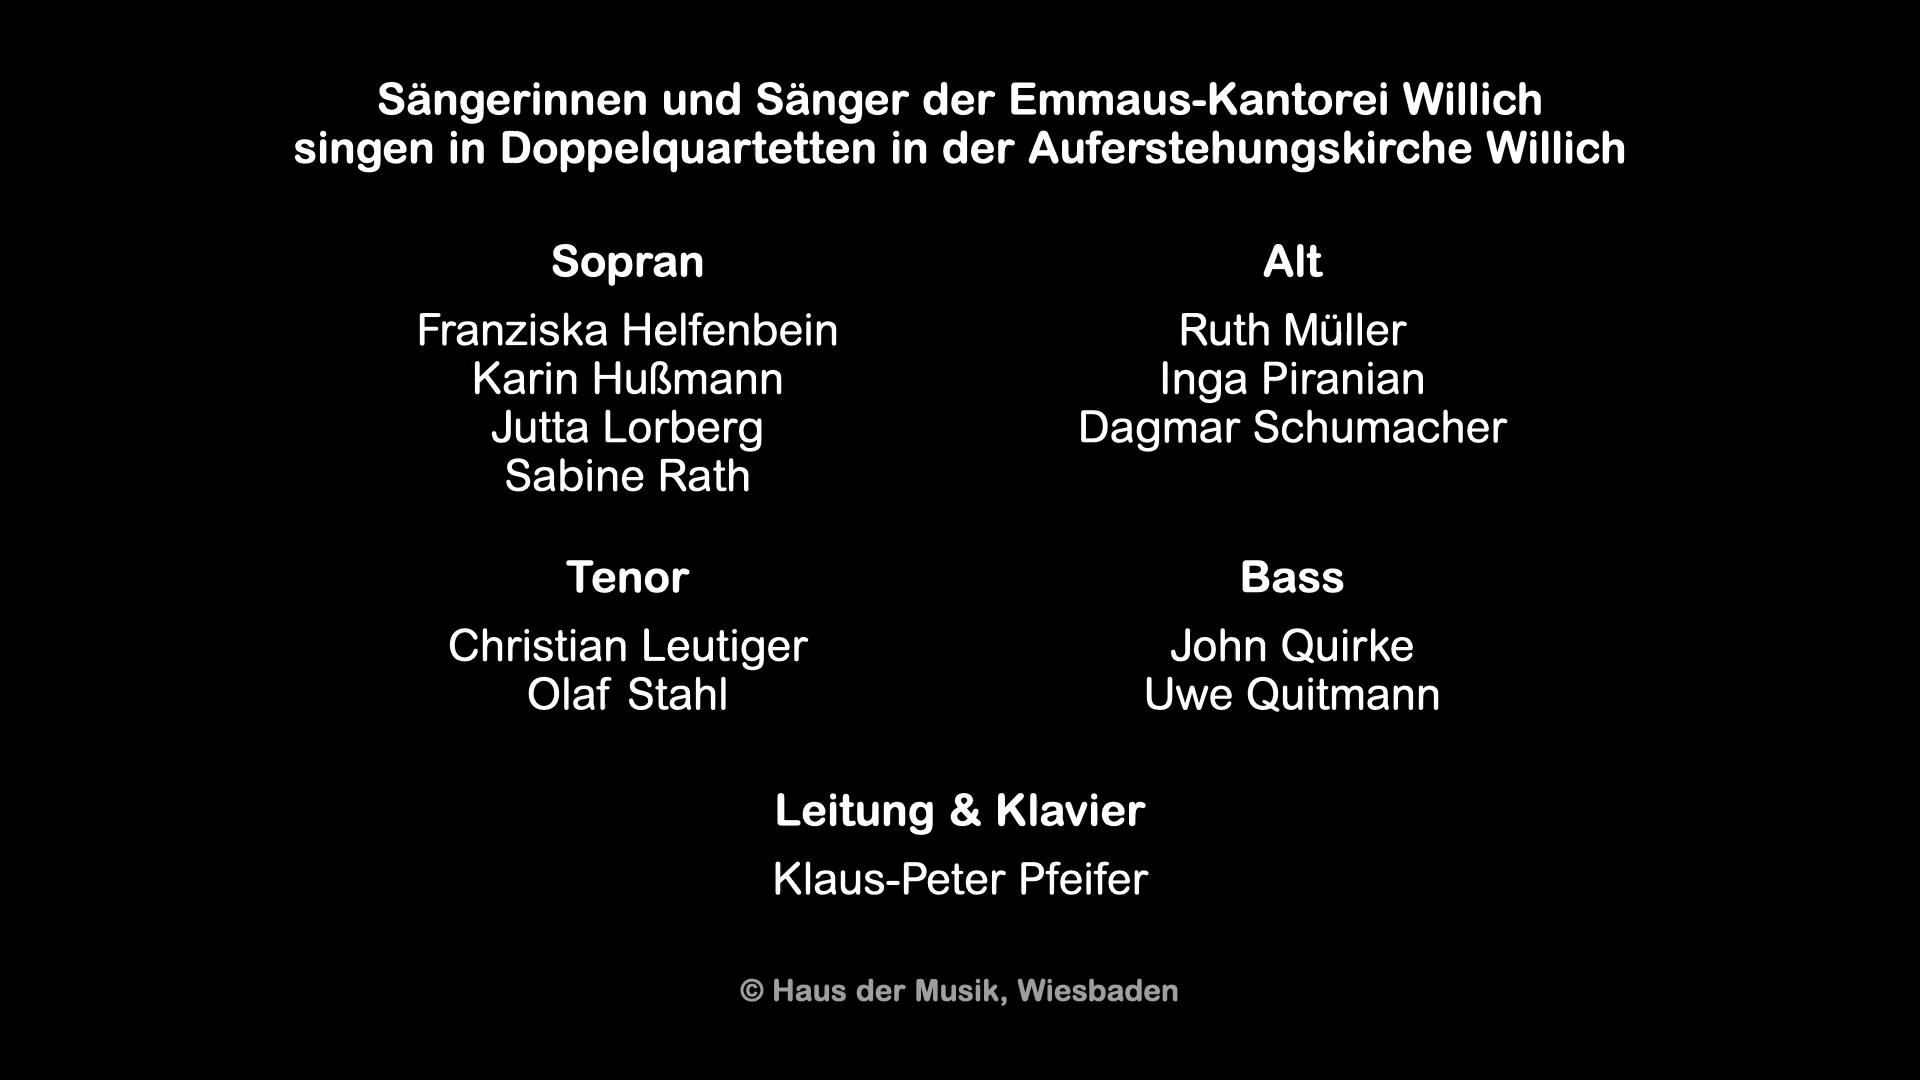 Sängerinnen und Sänger der Emmaus-Kantorei Willich
singen in Doppelquartetten in der Auferstehungskirche Willich
Sopran
Franziska Helfenbein
Karin Hußmann
Jutta Lorberg
Sabine Rath
Alt
Ruth Müller
Inga Piranian
Dagmar Schumacher
Tenor
Christian Leutiger
Olaf Stahl
Bass
John Quirke
Uwe Quitmann
Leitung & Klavier
Klaus-Peter Pfeifer
© Haus der Musik, Wiesbaden